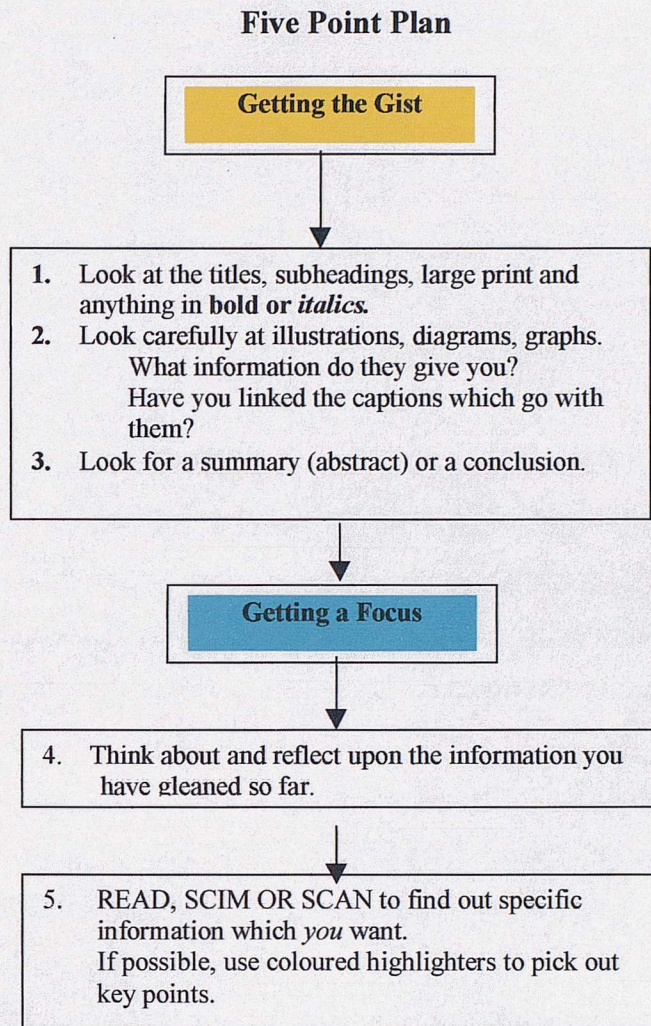 Five Point Plan
Getting the Gist
1. Look at the titles, subheadings, large print and
anything in bold or italics.
2. Look carefully at illustrations, diagrams, graphs.
What information do they give you?
Have you linked the captions which go with
them?
3. Look for a summary (abstract) or a conclusion.
Getting a Focus
4. Think about and reflect upon the information you
have gleaned so far.
5. READ, SCIM OR SCAN to find out specific
information which you want.
If possible, use coloured highlighters to pick out
key points.